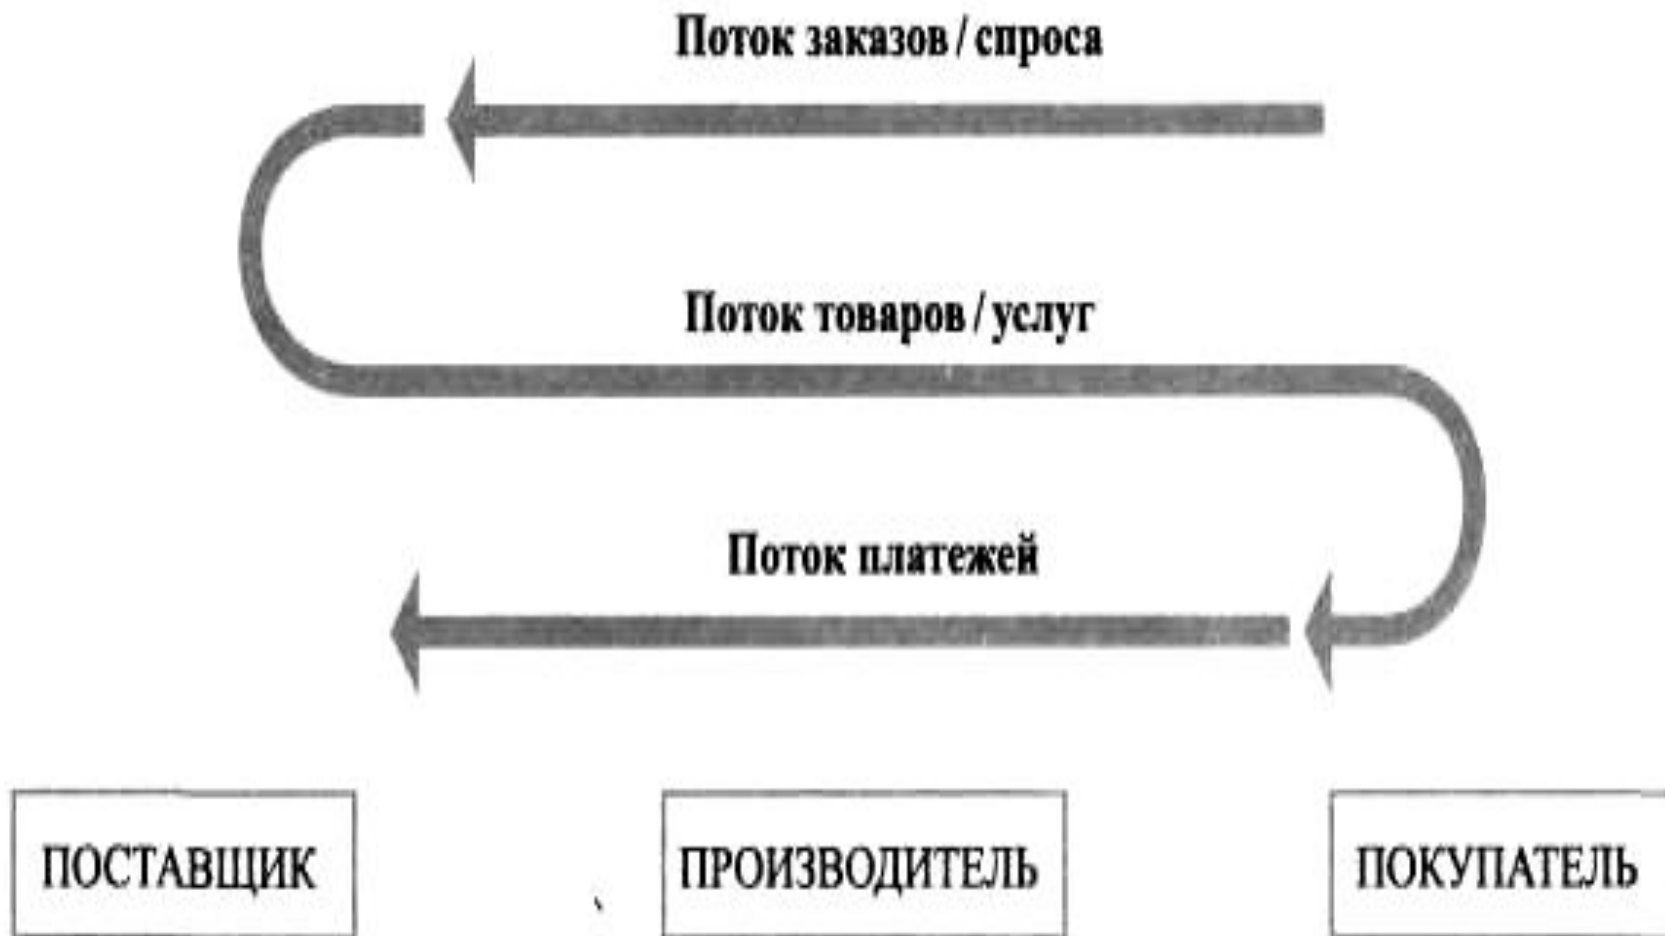 Поток заказов / спроса
Поток товаров / услуг
Поток платежей
ПОСТАВЩИК
ПРОИЗВОДИТЕЛЬ
ПОКУПАТЕЛЬ